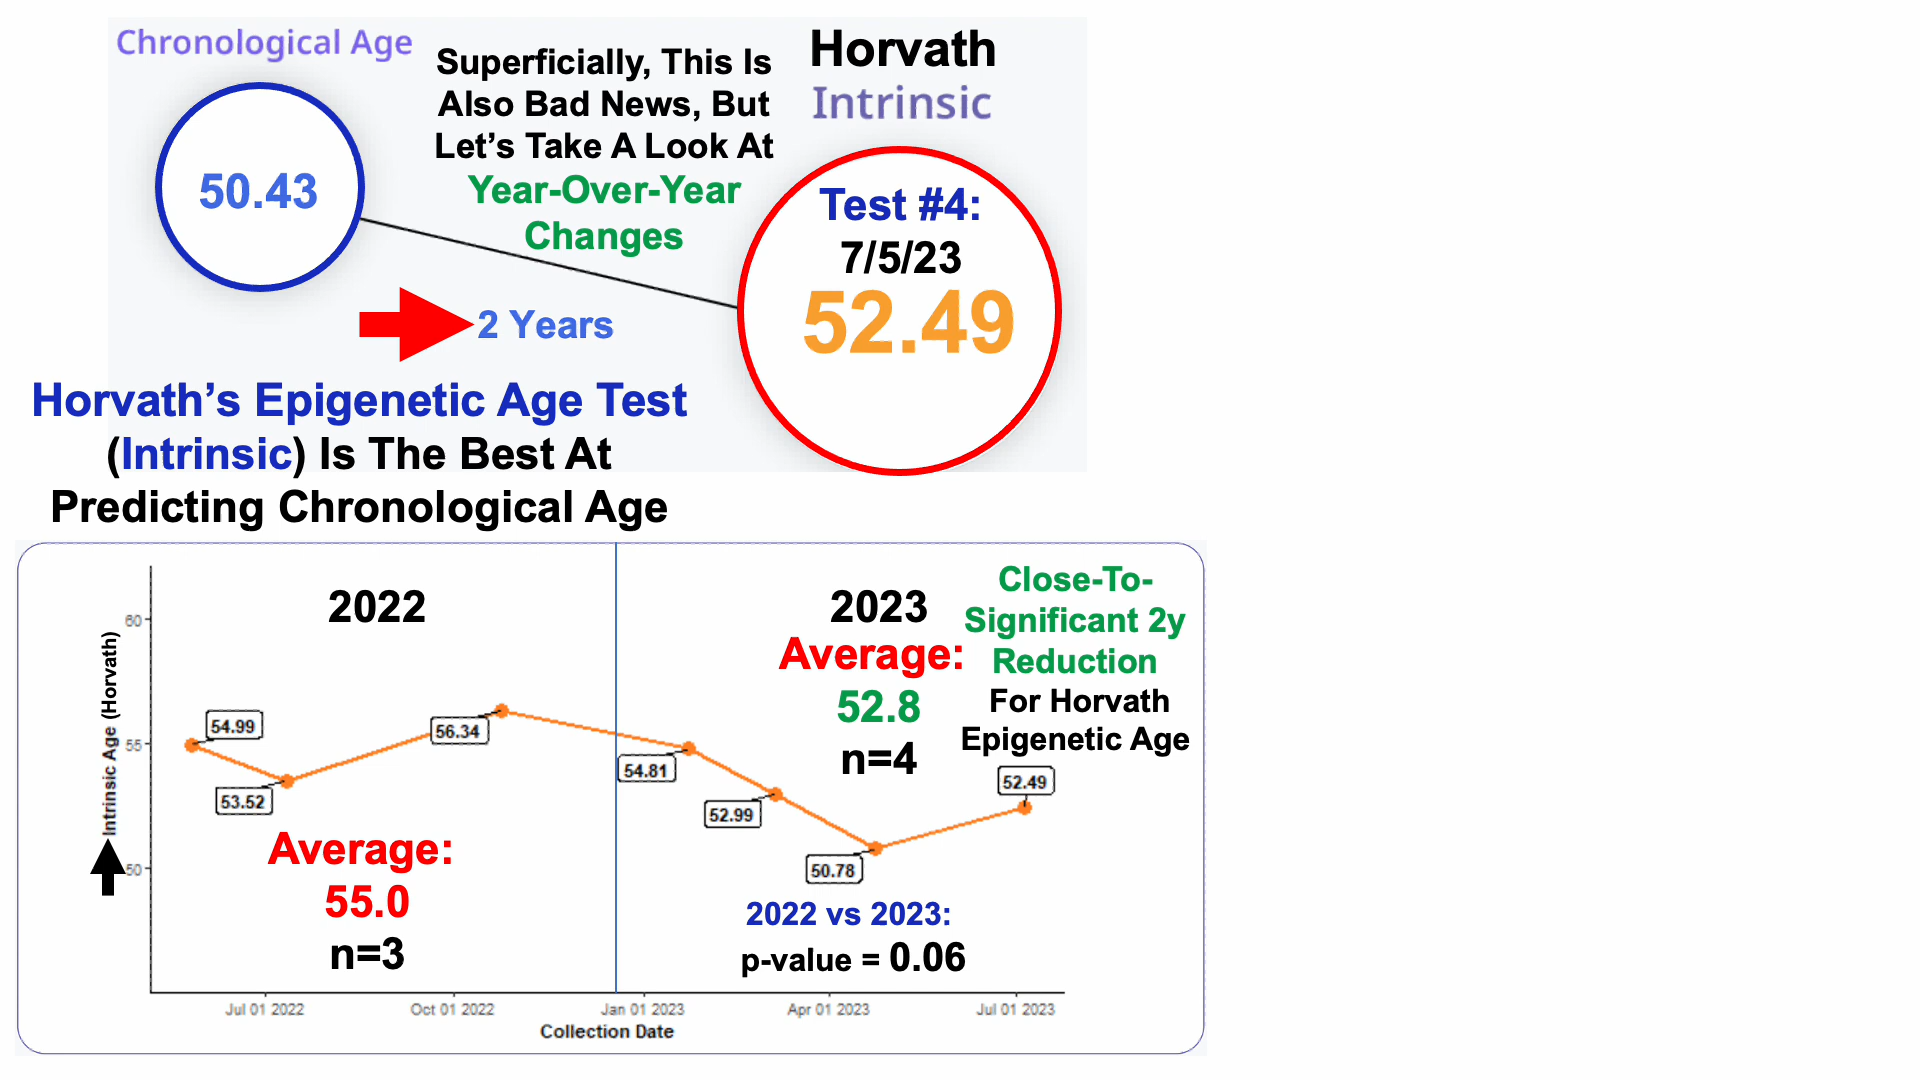 Chronological Age
50.43
Superficially, This Is
Also Bad News, But
Let’s Take A Look At
Year-Over-Year
Changes
2 Years
Horvath
Intrinsic
Test #4:
7/5/23
52.49
Horvath’s Epigenetic Age Test
(Intrinsic) Is The Best At
Predicting Chronological Age
2022
2023
Average:
52.8
n=4
Close-To-
Significant 2y
Reduction
For Horvath
Epigenetic Age
Intrinsic Age (Horvath)
60
55
50
54.99
53.52
56.34
54.81
52.99
50.78
52.49
Average:
55.0
n=3
2022 vs 2023:
p-value = 0.06
Jul 01 2022
Oct 01 2022
Jan 01 2023
Apr 01 2023
Jul 01 2023
Collection Date